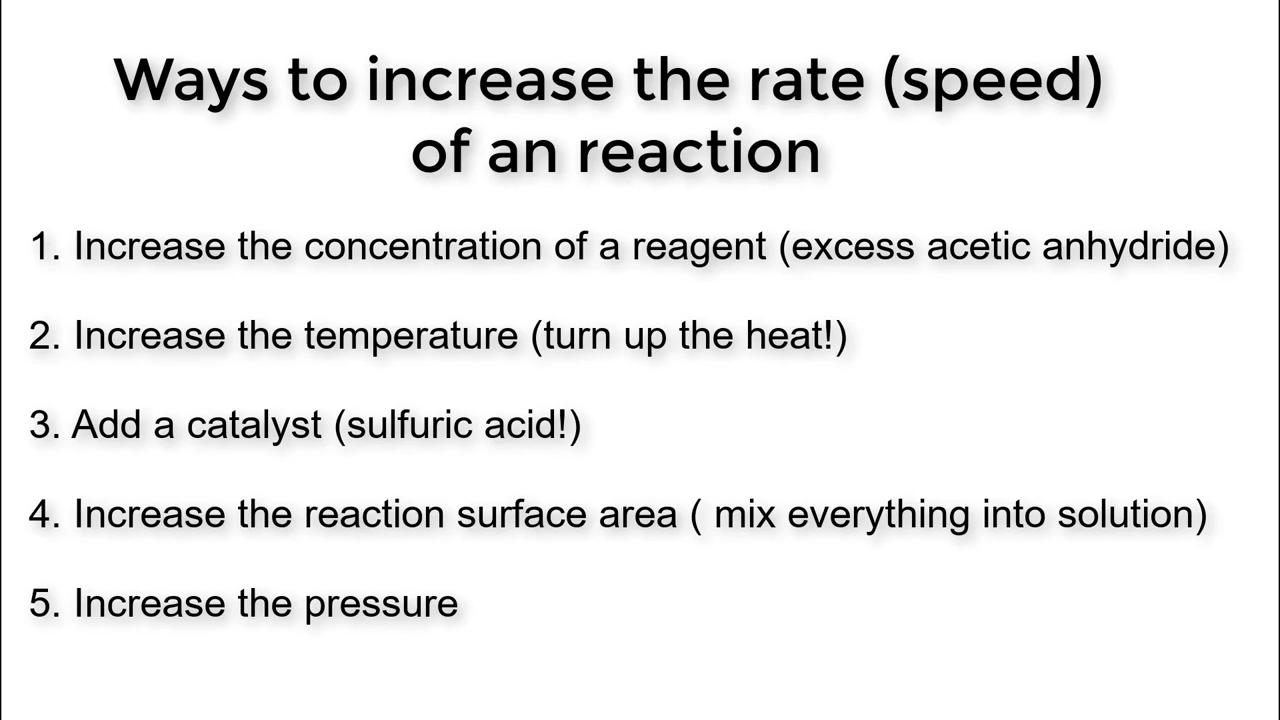 Ways to increase the rate (speed)
of an reaction
1. Increase the concentration of a reagent (excess acetic anhydride)
2. Increase the temperature (turn up the heat!)
3. Add a catalyst (sulfuric acid!)
4. Increase the reaction surface area ( mix everything into solution)
5. Increase the pressure